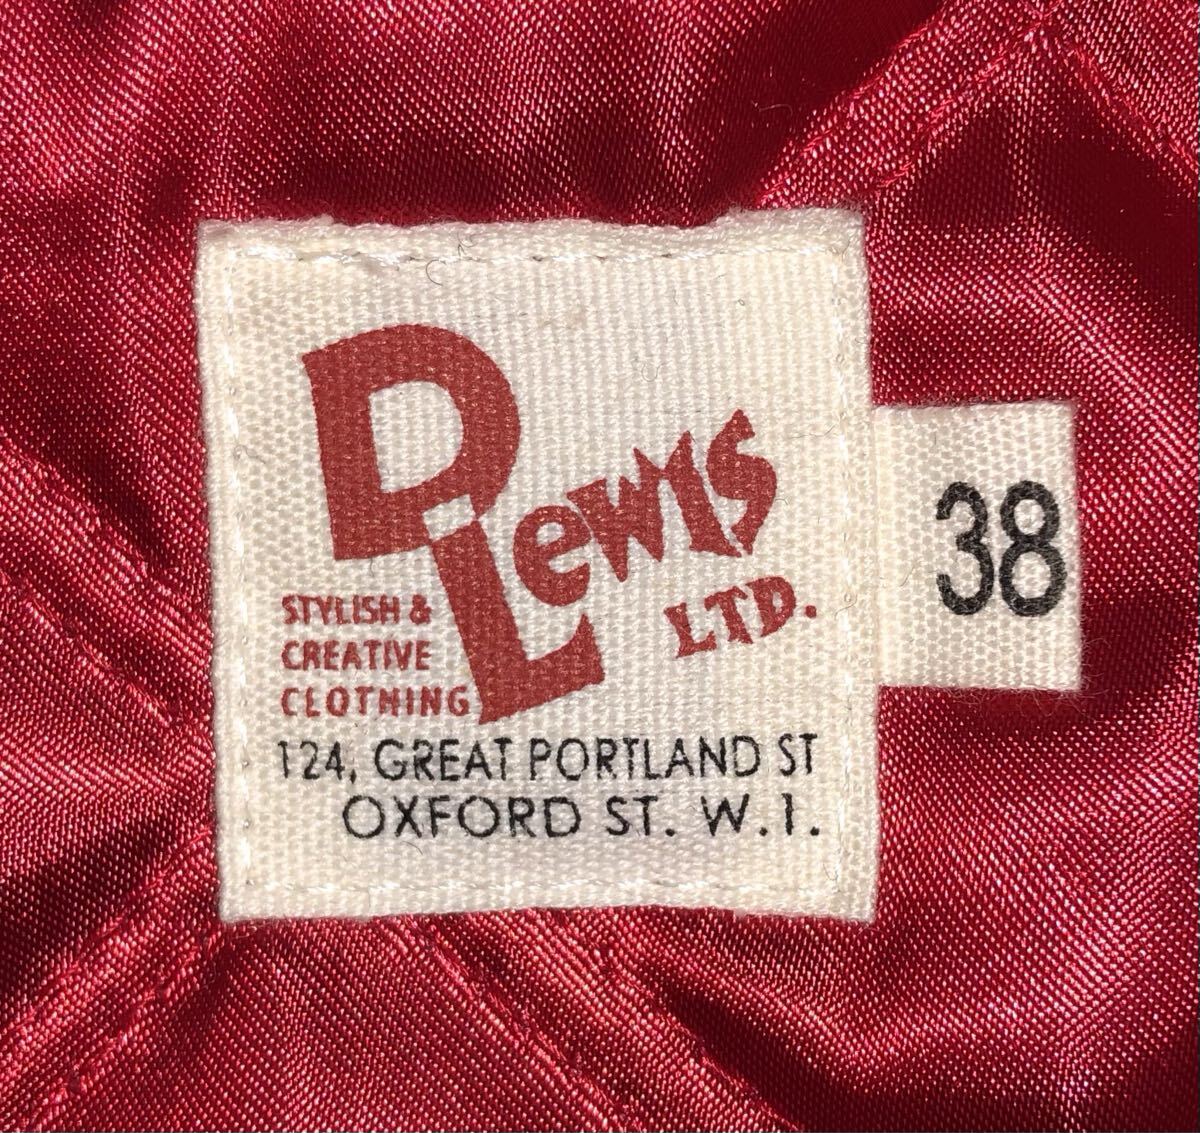 D Lewis
LTD.
STYLISH &
CREATIVE
CLOTHING
124, GREAT PORTLAND ST
OXFORD ST. W.1.
38